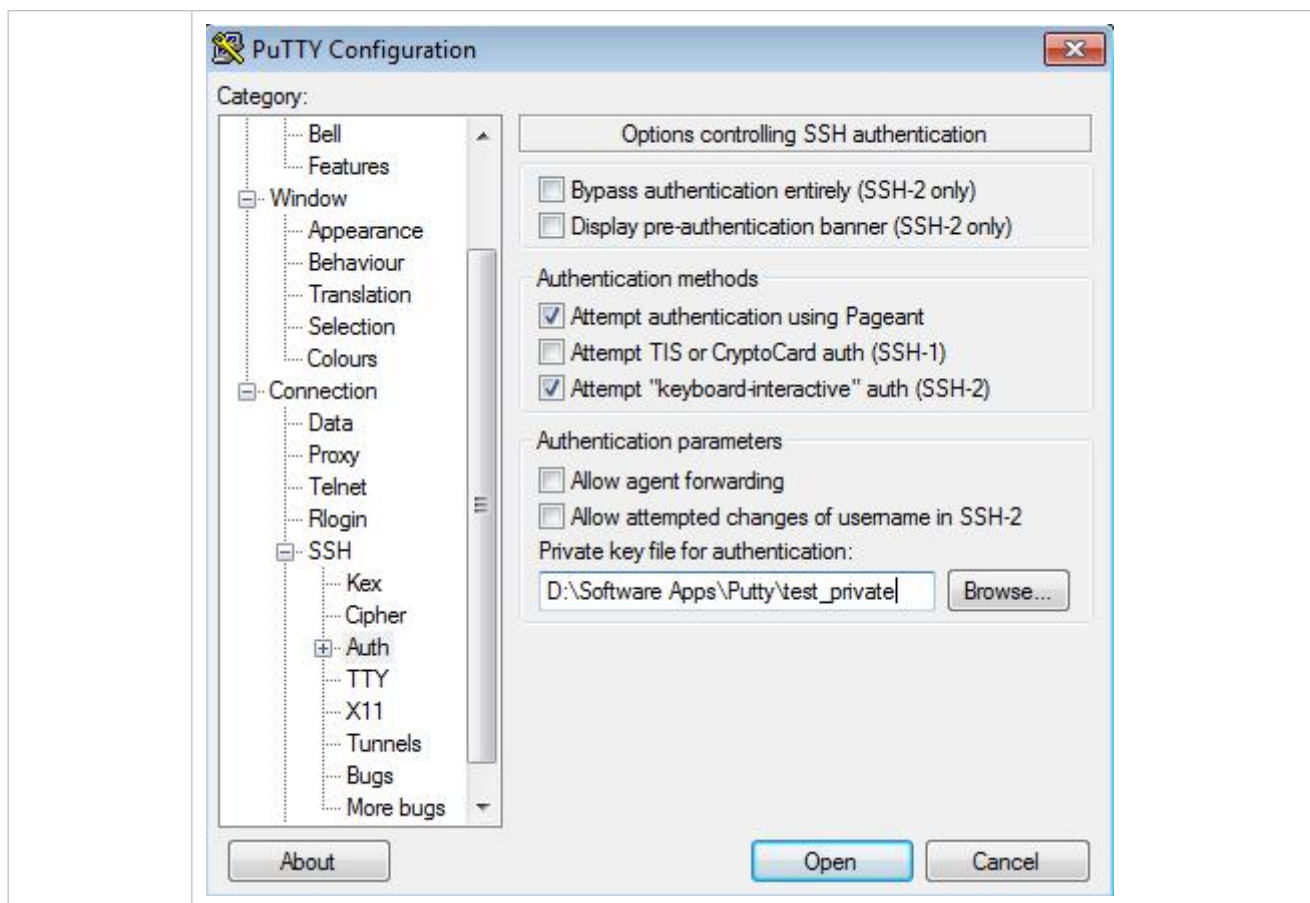 PuTTY Configuration
Category:
Bell
Features
Window
Appearance
Behaviour
Translation
Selection
Colours
Connection
Data
Proxy
Telnet
Rlogin
SSH
Kex
Cipher
Auth
TTY
X11
Tunnels
Bugs
More bugs
Options controlling SSH authentication
Bypass authentication entirely (SSH-2 only)
Display pre-authentication banner (SSH-2 only)
Authentication methods
Attempt authentication using Pageant
Attempt TIS or CryptoCard auth (SSH-1)
Attempt "keyboard-interactive" auth (SSH-2)
Authentication parameters
Allow agent forwarding
Allow attempted changes of username in SSH-2
Private key file for authentication:
D:\Software Apps\Putty\test_private
Browse...
About
Open
Cancel